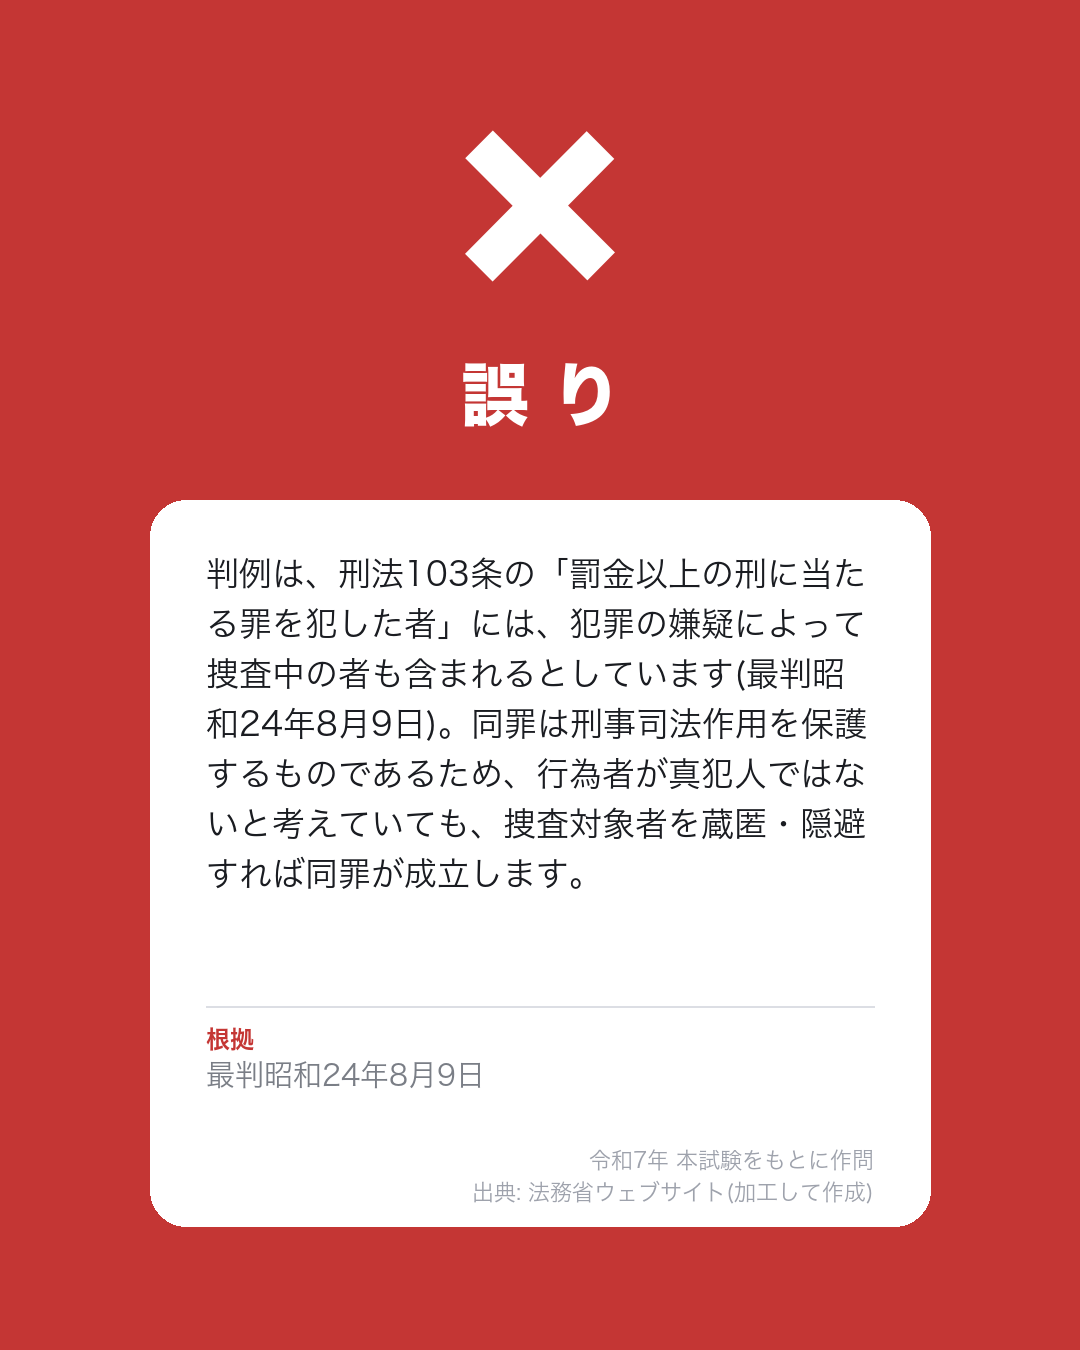 誤り
判例は、刑法103条の「罰金以上の刑に当た
る罪を犯した者」には、犯罪の嫌疑によって
捜査中の者も含まれるとしています(最判昭
和24年8月9日)。同罪は刑事司法作用を保護
するものであるため、行為者が真犯人ではな
いと考えていても、捜査対象者を蔵匿・隠避
すれば同罪が成立します。
根拠
最判昭和24年8月9日
令和7年 本試験をもとに作問
出典: 法務省ウェブサイト(加工して作成)